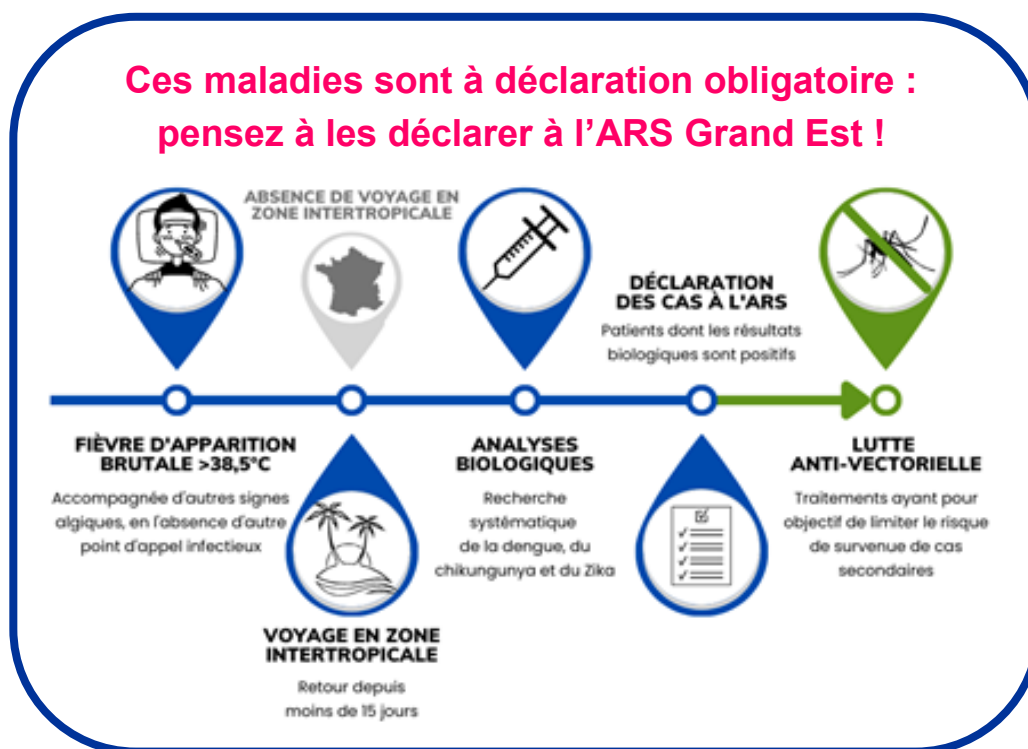 Ces maladies sont à déclaration obligatoire :
pensez à les déclarer à l'ARS Grand Est !
ABSENCE DE VOYAGE EN
ZONE INTERTROPICALE
DÉCLARATION
DES CAS À L'ARS
Patients dont les résultats
biologiques sont positifs
FIÈVRE D'APPARITION
BRUTALE >38,5°C
Accompagnée d'autres signes
algiques, en l'absence d'autre
point d'appel infectieux
VOYAGE EN ZONE
INTERTROPICALE
Retour depuis
moins de 15 jours
ANALYSES
BIOLOGIQUES
Recherche
systématique
de la dengue, du
chikungunya et du Zika
LUTTE
ANTI-VECTORIELLE
Traitements ayant pour
objectif de limiter le risque
de survenue de cas
secondaires